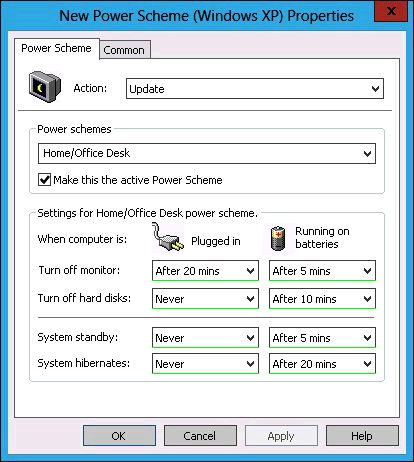 New Power Scheme (Windows XP) Properties
x
Power Scheme Common
Action: Update
Power schemes
Home/Office Desk
Make this the active Power Scheme
Settings for Home/Office Desk power scheme.
When computer is: Plugged in Running on batteries
Turn off monitor: After 20 mins After 5 mins
Turn off hard disks: Never After 10 mins
System standby: Never After 5 mins
System hibernates: Never After 20 mins
OK Cancel Apply Help